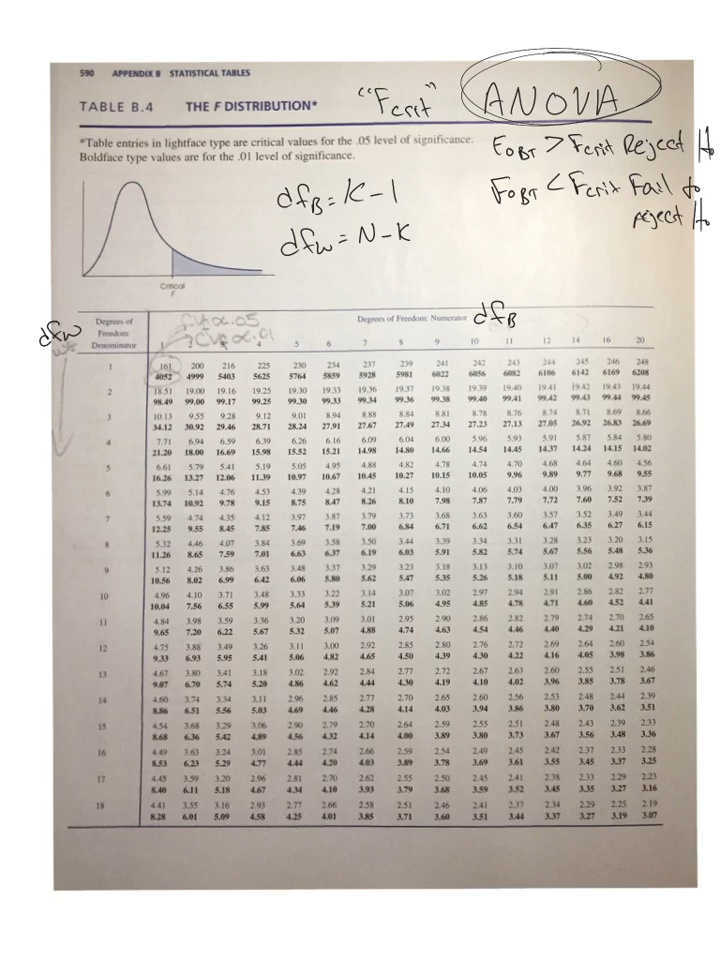 590 APPENDIX B STATISTICAL TABLES
TABLE B.4 THE F DISTRIBUTION*
"Fcrit" ANOVA
*Table entries in lightface type are critical values for the .05 level of significance.
Boldface type values are for the .01 level of significance.
FOBT > Fcrit Reject Ho
FOBT < Fcrit Fail to
reject Ho
dfB = K - 1
dfw = N - K
Critical
F
dfw
Degrees of
Freedom:
Denominator
Degrees of Freedom: Numerator dfB
α .05
α .01
1 4 5 6 7 8 9 10 11 12 14 16 20
1 161 200 216 225 230 234 237 239 241 242 243 244 245 246 248
4052 4999 5403 5625 5764 5859 5928 5981 6022 6056 6082 6106 6142 6169 6208
2 18.51 19.00 19.16 19.25 19.30 19.33 19.36 19.37 19.38 19.39 19.40 19.41 19.42 19.43 19.44
98.49 99.00 99.17 99.25 99.30 99.33 99.34 99.36 99.38 99.40 99.41 99.42 99.43 99.44 99.45
3 10.13 9.55 9.28 9.12 9.01 8.94 8.88 8.84 8.81 8.78 8.76 8.74 8.71 8.69 8.66
34.12 30.92 29.46 28.71 28.24 27.91 27.67 27.49 27.34 27.23 27.13 27.05 26.92 26.83 26.69
4 7.71 6.94 6.59 6.39 6.26 6.16 6.09 6.04 6.00 5.96 5.93 5.91 5.87 5.84 5.80
21.20 18.00 16.69 15.98 15.52 15.21 14.98 14.80 14.66 14.54 14.45 14.37 14.24 14.15 14.02
5 6.61 5.79 5.41 5.19 5.05 4.95 4.88 4.82 4.78 4.74 4.70 4.68 4.64 4.60 4.56
16.26 13.27 12.06 11.39 10.97 10.67 10.45 10.27 10.15 10.05 9.96 9.89 9.77 9.68 9.55
6 5.99 5.14 4.76 4.53 4.39 4.28 4.21 4.15 4.10 4.06 4.03 4.00 3.96 3.92 3.87
13.74 10.92 9.78 9.15 8.75 8.47 8.26 8.10 7.98 7.87 7.79 7.72 7.60 7.52 7.39
7 5.59 4.74 4.35 4.12 3.97 3.87 3.79 3.73 3.68 3.63 3.60 3.57 3.52 3.49 3.44
12.25 9.55 8.45 7.85 7.46 7.19 7.00 6.84 6.71 6.62 6.54 6.47 6.35 6.27 6.15
8 5.32 4.46 4.07 3.84 3.69 3.58 3.50 3.44 3.39 3.34 3.31 3.28 3.23 3.20 3.15
11.26 8.65 7.59 7.01 6.63 6.37 6.19 6.03 5.91 5.82 5.74 5.67 5.56 5.48 5.36
9 5.12 4.26 3.86 3.63 3.48 3.37 3.29 3.23 3.18 3.13 3.10 3.07 3.02 2.98 2.93
10.56 8.02 6.99 6.42 6.06 5.80 5.62 5.47 5.35 5.26 5.18 5.11 5.00 4.92 4.80
10 4.96 4.10 3.71 3.48 3.33 3.22 3.14 3.07 3.02 2.97 2.94 2.91 2.86 2.82 2.77
10.04 7.56 6.55 5.99 5.64 5.39 5.21 5.06 4.95 4.85 4.78 4.71 4.60 4.52 4.41
11 4.84 3.98 3.59 3.36 3.20 3.09 3.01 2.95 2.90 2.86 2.82 2.79 2.74 2.70 2.65
9.65 7.20 6.22 5.67 5.32 5.07 4.88 4.74 4.63 4.54 4.46 4.40 4.29 4.21 4.10
12 4.75 3.88 3.49 3.26 3.11 3.00 2.92 2.85 2.80 2.76 2.72 2.69 2.64 2.60 2.54
9.33 6.93 5.95 5.41 5.06 4.82 4.65 4.50 4.39 4.30 4.22 4.16 4.05 3.98 3.86
13 4.67 3.80 3.41 3.18 3.02 2.92 2.84 2.77 2.72 2.67 2.63 2.60 2.55 2.51 2.46
9.07 6.70 5.74 5.20 4.86 4.62 4.44 4.30 4.19 4.10 4.02 3.96 3.85 3.78 3.67
14 4.60 3.74 3.34 3.11 2.96 2.85 2.77 2.70 2.65 2.60 2.56 2.53 2.48 2.44 2.39
8.86 6.51 5.56 5.03 4.69 4.46 4.28 4.14 4.03 3.94 3.86 3.80 3.70 3.62 3.51
15 4.54 3.68 3.29 3.06 2.90 2.79 2.70 2.64 2.59 2.55 2.51 2.48 2.43 2.39 2.33
8.68 6.36 5.42 4.89 4.56 4.32 4.14 4.00 3.89 3.80 3.73 3.67 3.56 3.48 3.36
16 4.49 3.63 3.24 3.01 2.85 2.74 2.66 2.59 2.54 2.49 2.45 2.42 2.37 2.33 2.28
8.53 6.23 5.29 4.77 4.44 4.20 4.03 3.89 3.78 3.69 3.61 3.55 3.45 3.37 3.25
17 4.45 3.59 3.20 2.96 2.81 2.70 2.62 2.55 2.50 2.45 2.41 2.38 2.33 2.29 2.23
8.40 6.11 5.18 4.67 4.34 4.10 3.93 3.79 3.68 3.59 3.52 3.45 3.35 3.27 3.16
18 4.41 3.55 3.16 2.93 2.77 2.66 2.58 2.51 2.46 2.41 2.37 2.34 2.29 2.25 2.19
8.28 6.01 5.09 4.58 4.25 4.01 3.85 3.71 3.60 3.51 3.44 3.37 3.27 3.19 3.07